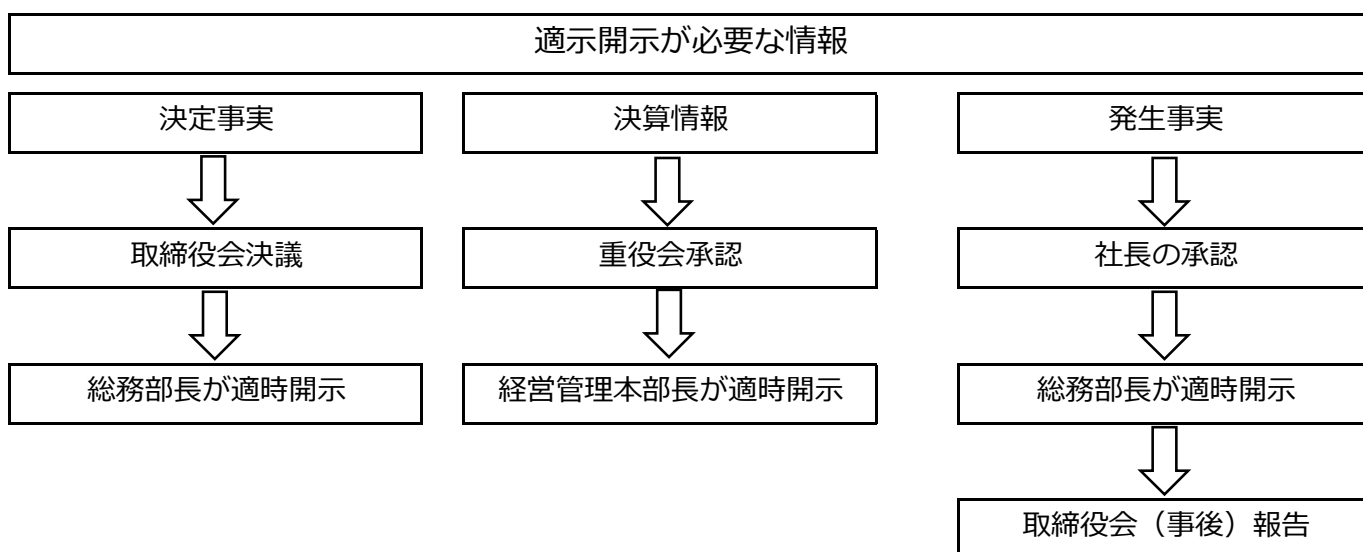 適示開示が必要な情報
決定事実
決算情報
発生事実
取締役会決議
重役会承認
社長の承認
総務部長が適時開示
経営管理本部長が適時開示
総務部長が適時開示
取締役会（事後）報告